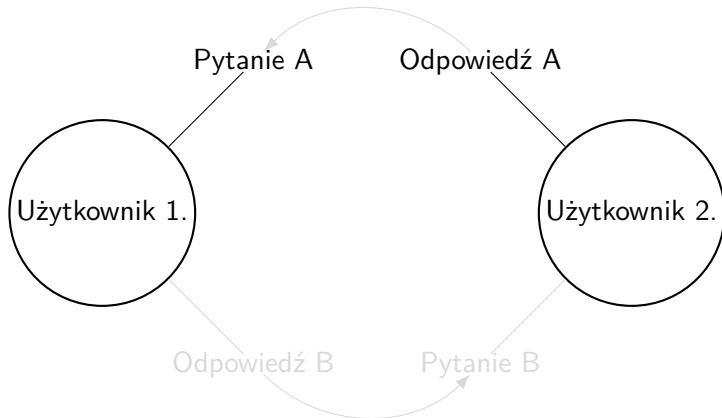 Pytanie A
Odpowiedź A
Użytkownik 1.
Użytkownik 2.
Odpowiedź B
Pytanie B